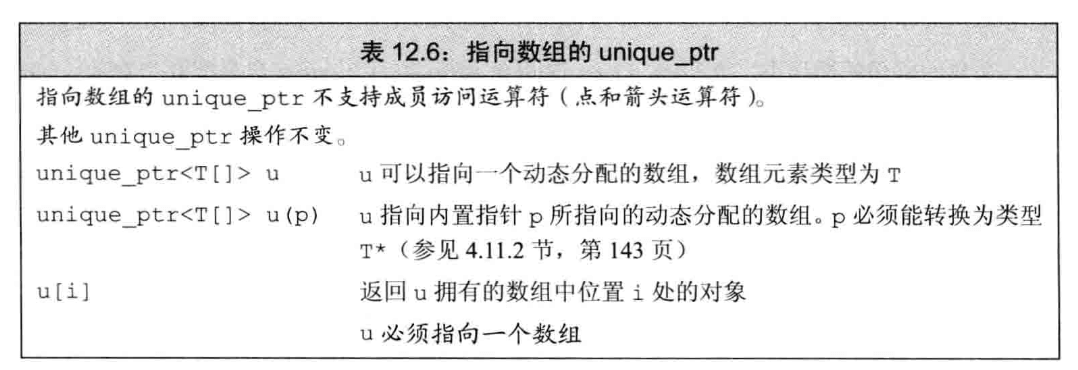 表 12.6：指向数组的 unique_ptr
指向数组的 unique_ptr 不支持成员访问运算符（点和箭头运算符）。
其他 unique_ptr 操作不变。
unique_ptr<T[]> u u 可以指向一个动态分配的数组，数组元素类型为 T
unique_ptr<T[]> u(p) u 指向内置指针 p 所指向的动态分配的数组。p 必须能转换为类型
T*（参见 4.11.2 节，第 143 页）
u[i] 返回 u 拥有的数组中位置 i 处的对象
u 必须指向一个数组